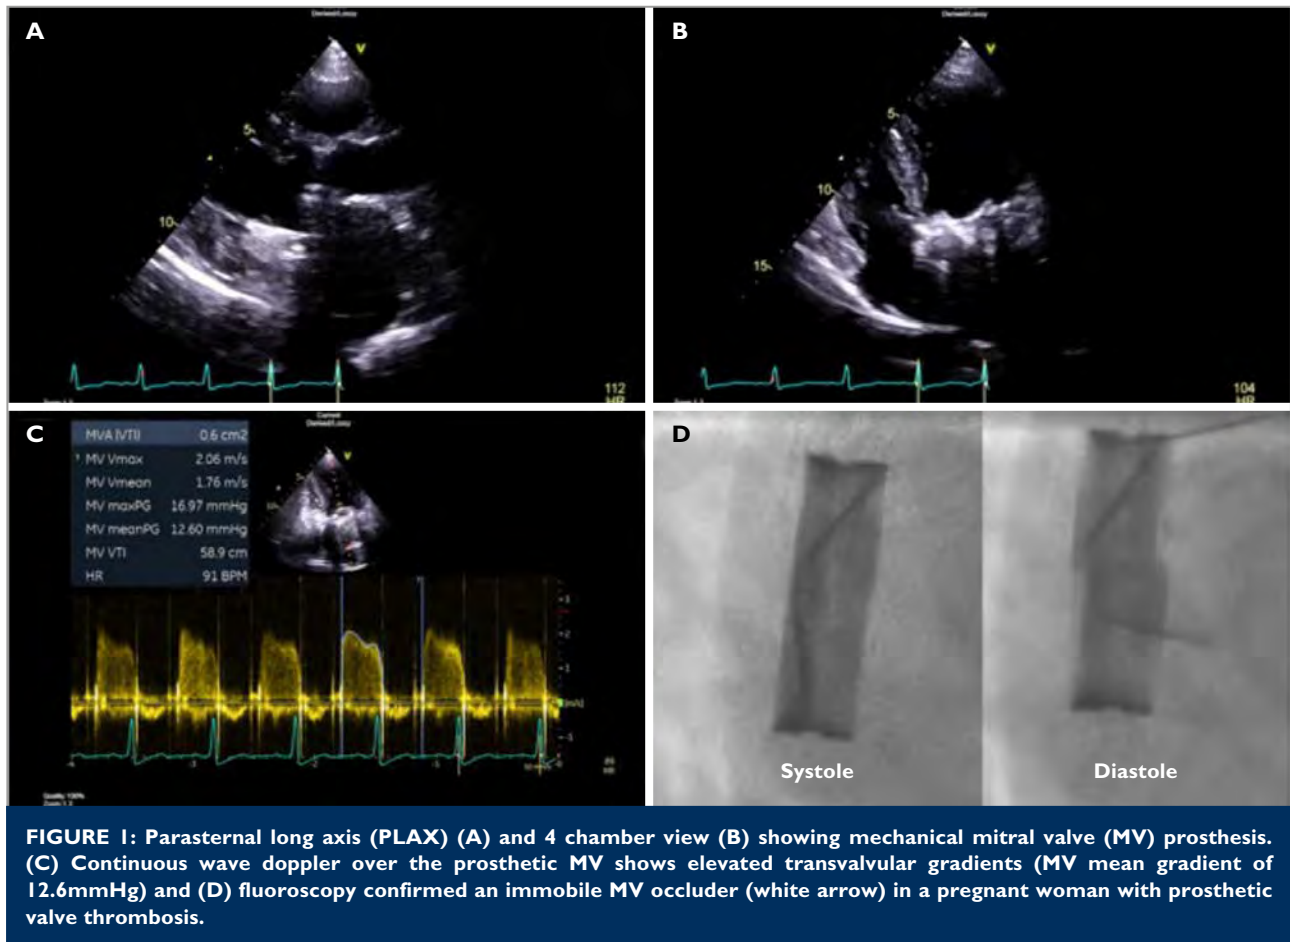 A
V
5
10
112
HR
B
V
5
10
15
104
HR
C
MVA (VTI) 0.6 cm2
MV Vmax 2.06 m/s
MV Vmean 1.76 m/s
MV maxPG 16.97 mmHg
MV meanPG 12.60 mmHg
MV VTI 58.9 cm
HR 91 BPM
V
D
Systole
Diastole
FIGURE 1: Parasternal long axis (PLAX) (A) and 4 chamber view (B) showing mechanical mitral valve (MV) prosthesis.
(C) Continuous wave doppler over the prosthetic MV shows elevated transvalvular gradients (MV mean gradient of
12.6mmHg) and (D) fluoroscopy confirmed an immobile MV occluder (white arrow) in a pregnant woman with prosthetic
valve thrombosis.